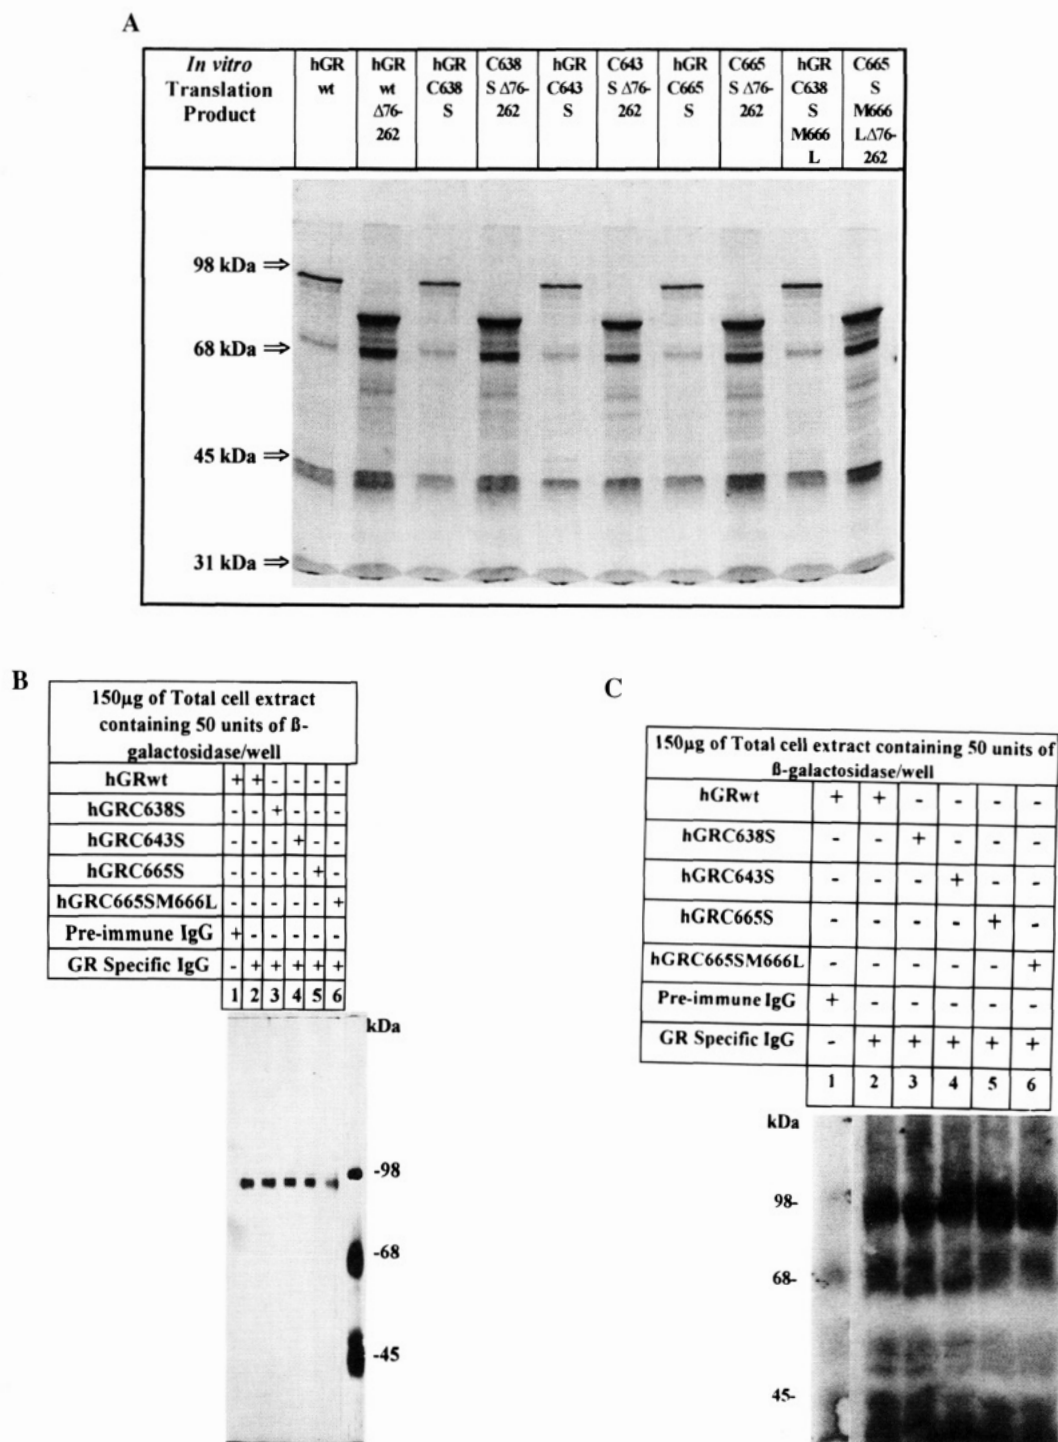 A
In vitro Translation Product | hGR wt | hGR wt Δ76-262 | hGR C638 S | C638 S Δ76-262 | hGR C643 S | C643 S Δ76-262 | hGR C665 S | C665 S Δ76-262 | hGR C638 S M666 L | C665 S M666 LΔ76-262
98 kDa ⇒
68 kDa ⇒
45 kDa ⇒
31 kDa ⇒
B
150µg of Total cell extract
containing 50 units of ß-
galactosidase/well
hGRwt + + - - - -
hGRC638S - - + - - -
hGRC643S - - - + - -
hGRC665S - - - - + -
hGRC665SM666L - - - - - +
Pre-immune IgG + - - - - -
GR Specific IgG - + + + + +
1 2 3 4 5 6
kDa
-98
-68
-45
C
150µg of Total cell extract containing 50 units of
ß-galactosidase/well
hGRwt + + - - - -
hGRC638S - - + - - -
hGRC643S - - - + - -
hGRC665S - - - - + -
hGRC665SM666L - - - - - +
Pre-immune IgG + - - - - -
GR Specific IgG - + + + + +
1 2 3 4 5 6
kDa
98-
68-
45-